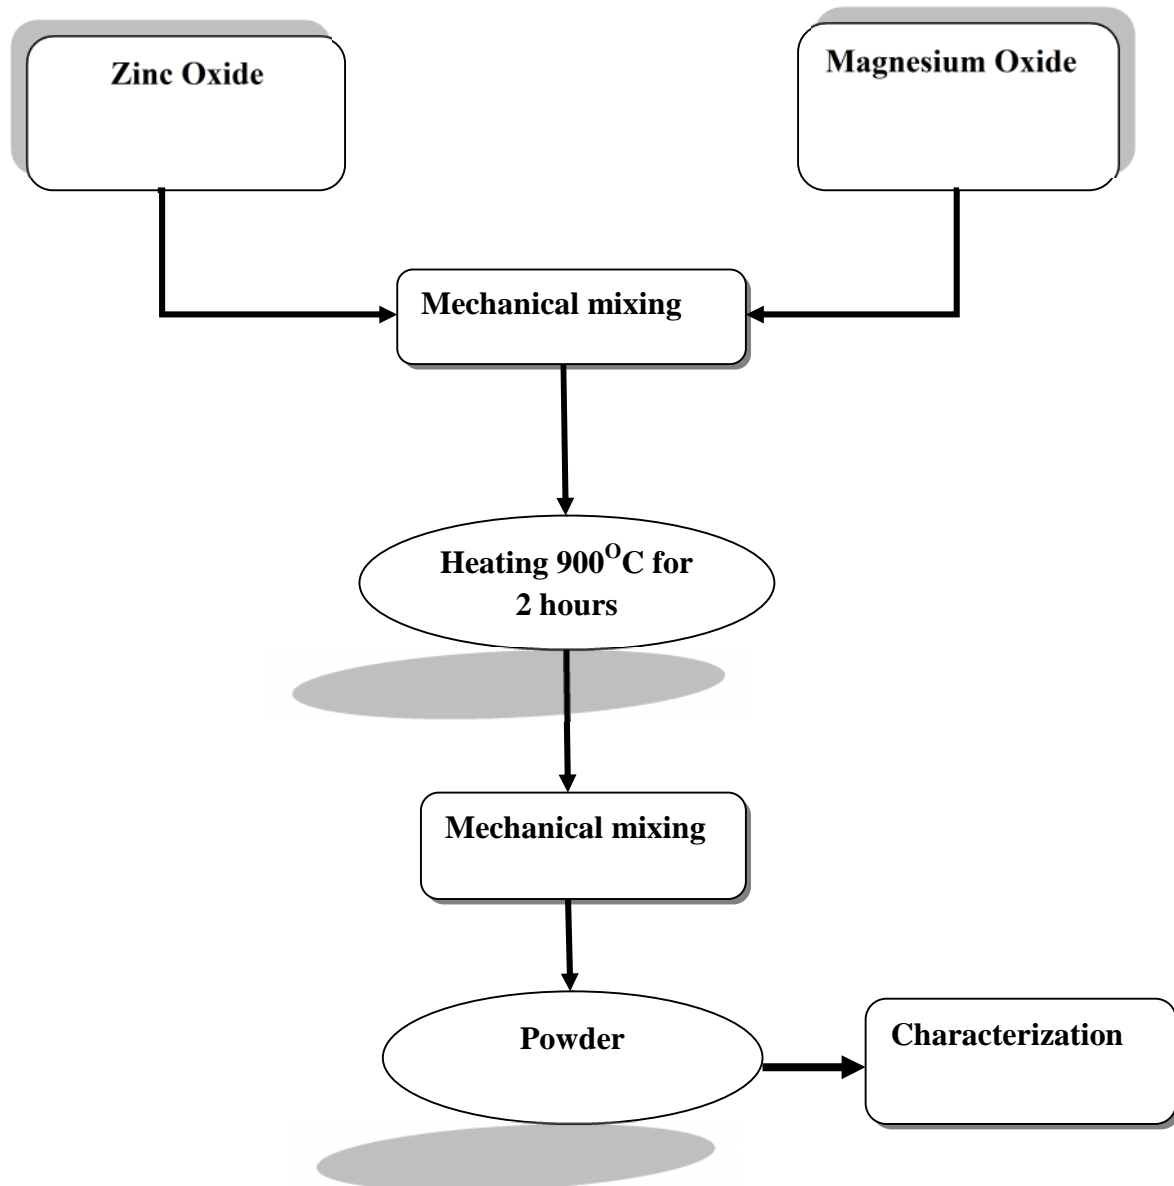 Zinc Oxide
Magnesium Oxide
Mechanical mixing
Heating 900ᴼC for
2 hours
Mechanical mixing
Powder
Characterization